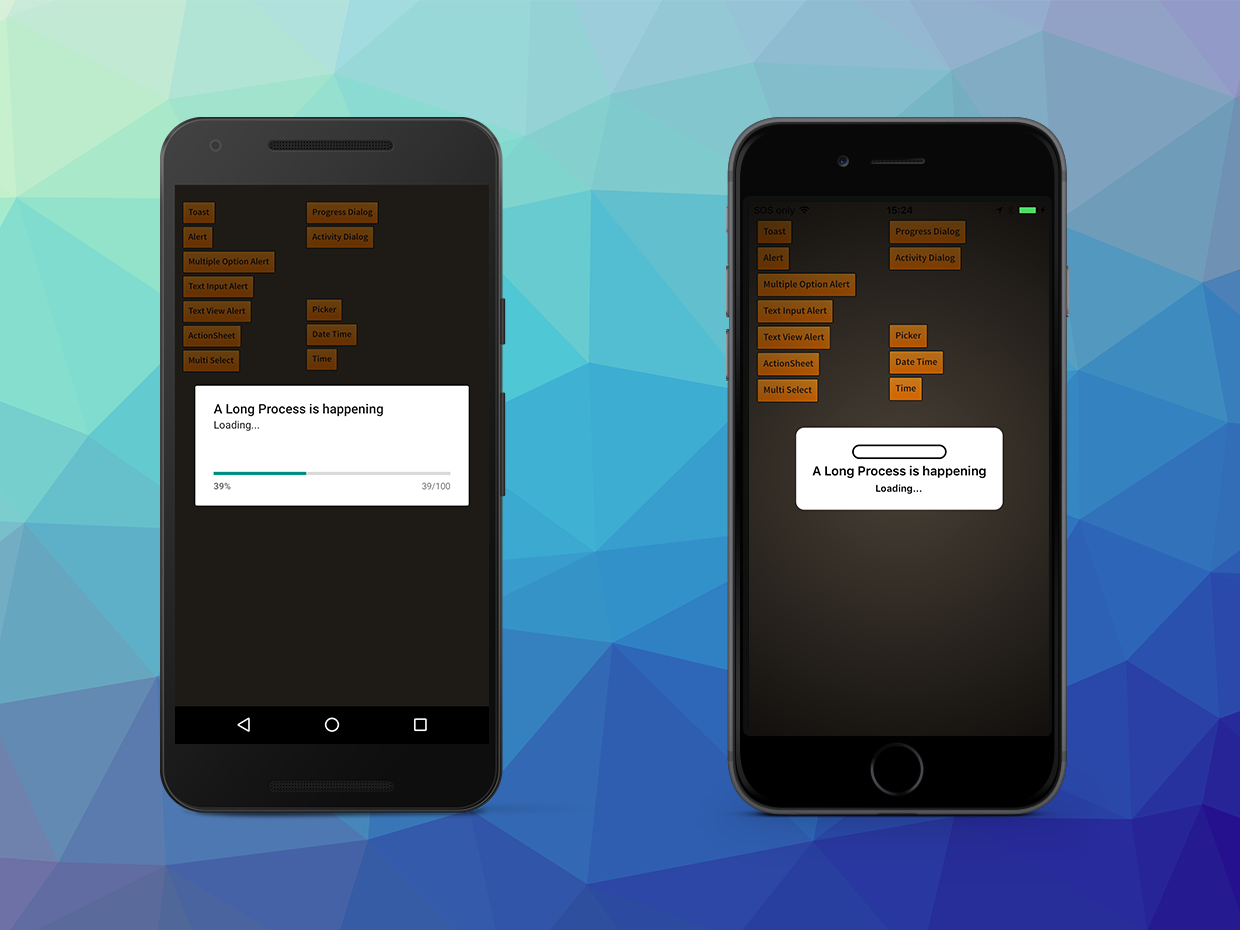 Toast
Progress Dialog
Alert
Activity Dialog
Multiple Option Alert
Text Input Alert
Text View Alert
Picker
ActionSheet
Date Time
Multi Select
Time
A Long Process is happening
Loading...
39%
39/100
SOS only
15:24
Toast
Progress Dialog
Alert
Activity Dialog
Multiple Option Alert
Text Input Alert
Text View Alert
Picker
ActionSheet
Date Time
Multi Select
Time
A Long Process is happening
Loading...